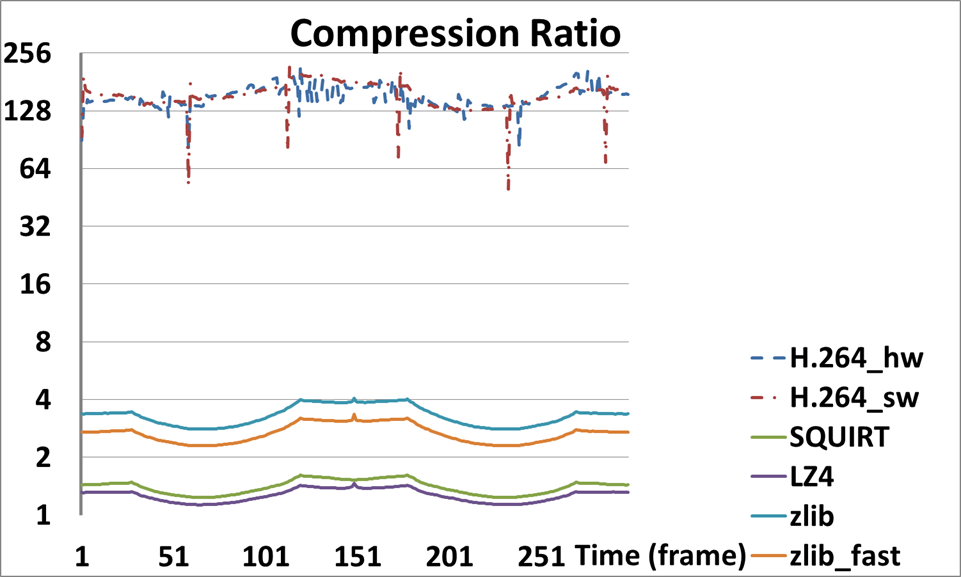 Compression Ratio
256
128
64
32
16
8
4
2
1
1 51 101 151 201 251 Time (frame)
H.264_hw
H.264_sw
SQUIRT
LZ4
zlib
zlib_fast